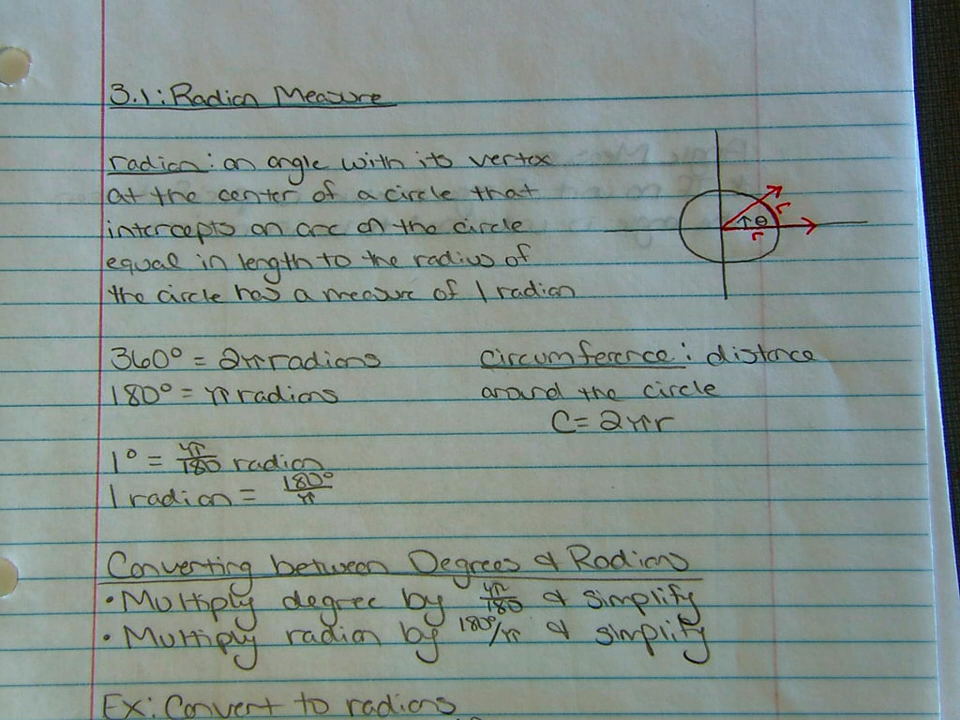 3.1: Radian Measure
radian: an angle with its vertex
at the center of a circle that
intercepts an arc on the circle
equal in length to the radius of
the circle has a measure of 1 radian
r
θ
r
360° = 2π radians
180° = π radians
circumference: distance
around the circle
C = 2πr
1° = π/180 radian
1 radian = 180°/π
Converting between Degrees & Radians
• Multiply degree by π/180 & simplify
• Multiply radian by 180°/π & simplify
Ex: Convert to radians